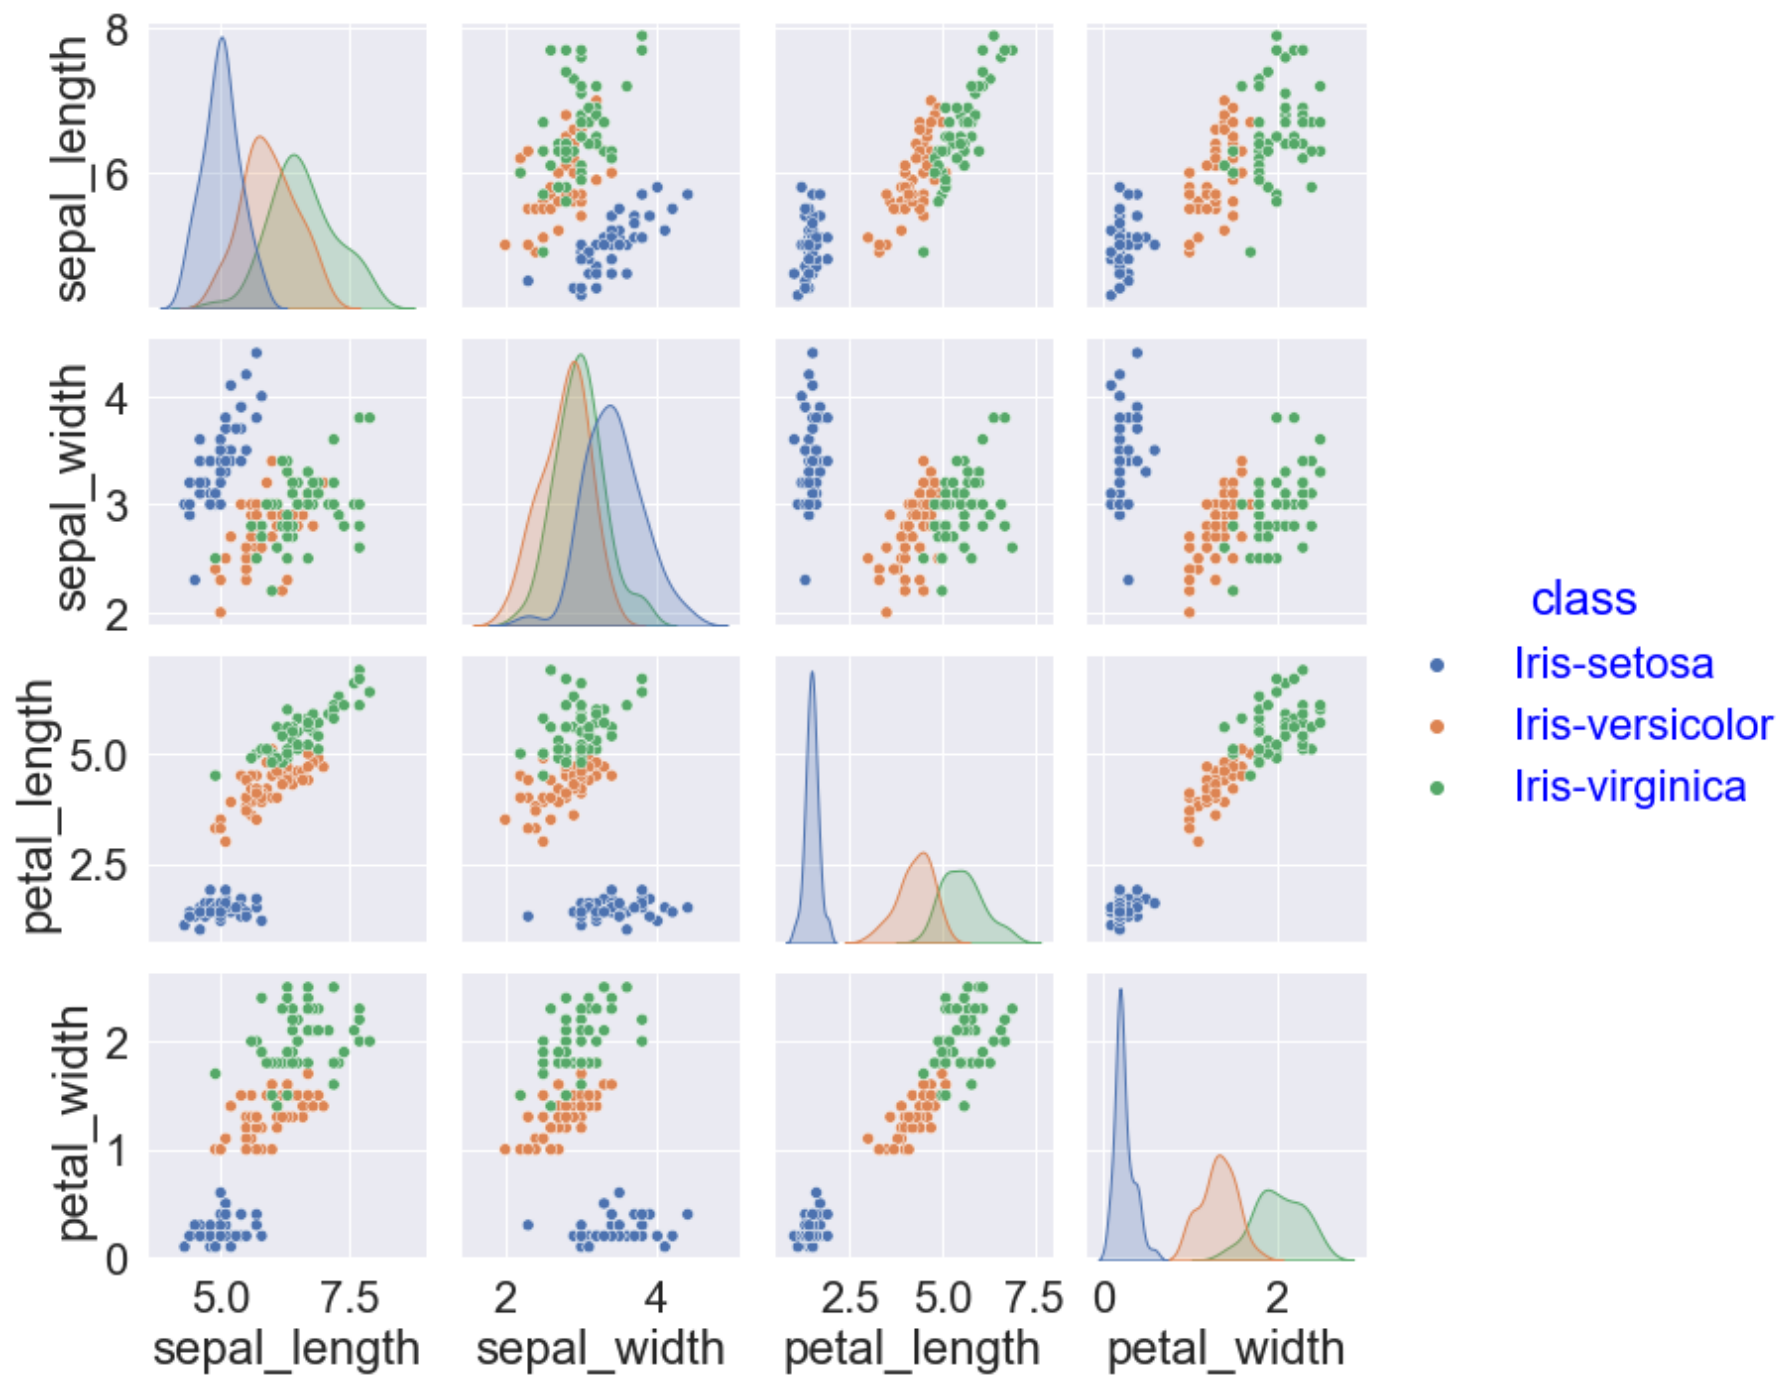 8
6
sepal_length
4
3
2
sepal_width
5.0
2.5
petal_length
2
1
0
petal_width
5.0 7.5
sepal_length
2 4
sepal_width
2.5 5.0 7.5
petal_length
0 2
petal_width
class
Iris-setosa
Iris-versicolor
Iris-virginica